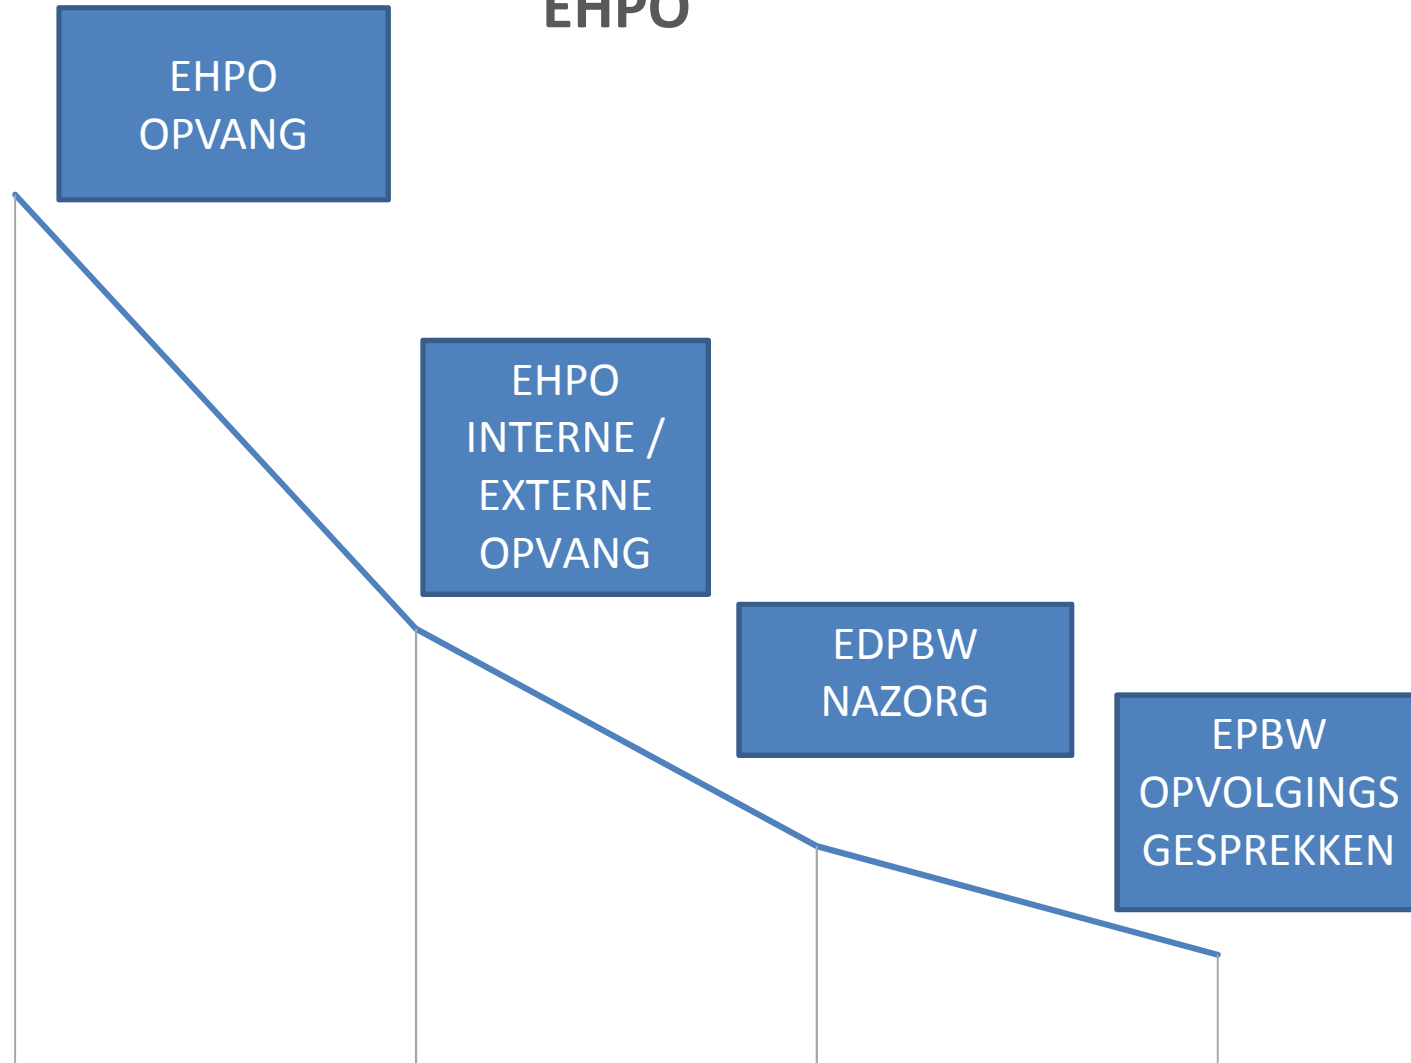 EHPO
EHPO
OPVANG
EHPO
INTERNE /
EXTERNE
OPVANG
EDPBW
NAZORG
EPBW
OPVOLGINGS
GESPREKKEN